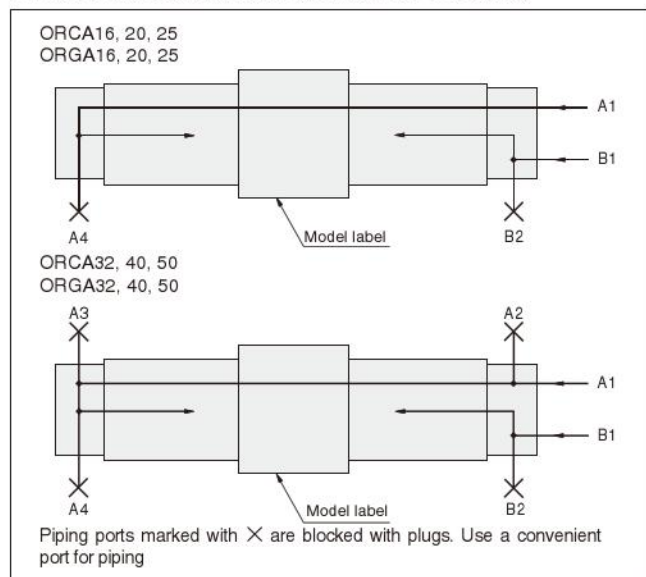 ORCA16, 20, 25
ORGA16, 20, 25
A1
B1
A4
Model label
B2
ORCA32, 40, 50
ORGA32, 40, 50
A3
A2
A1
B1
A4
Model label
B2
Piping ports marked with × are blocked with plugs. Use a convenient
port for piping